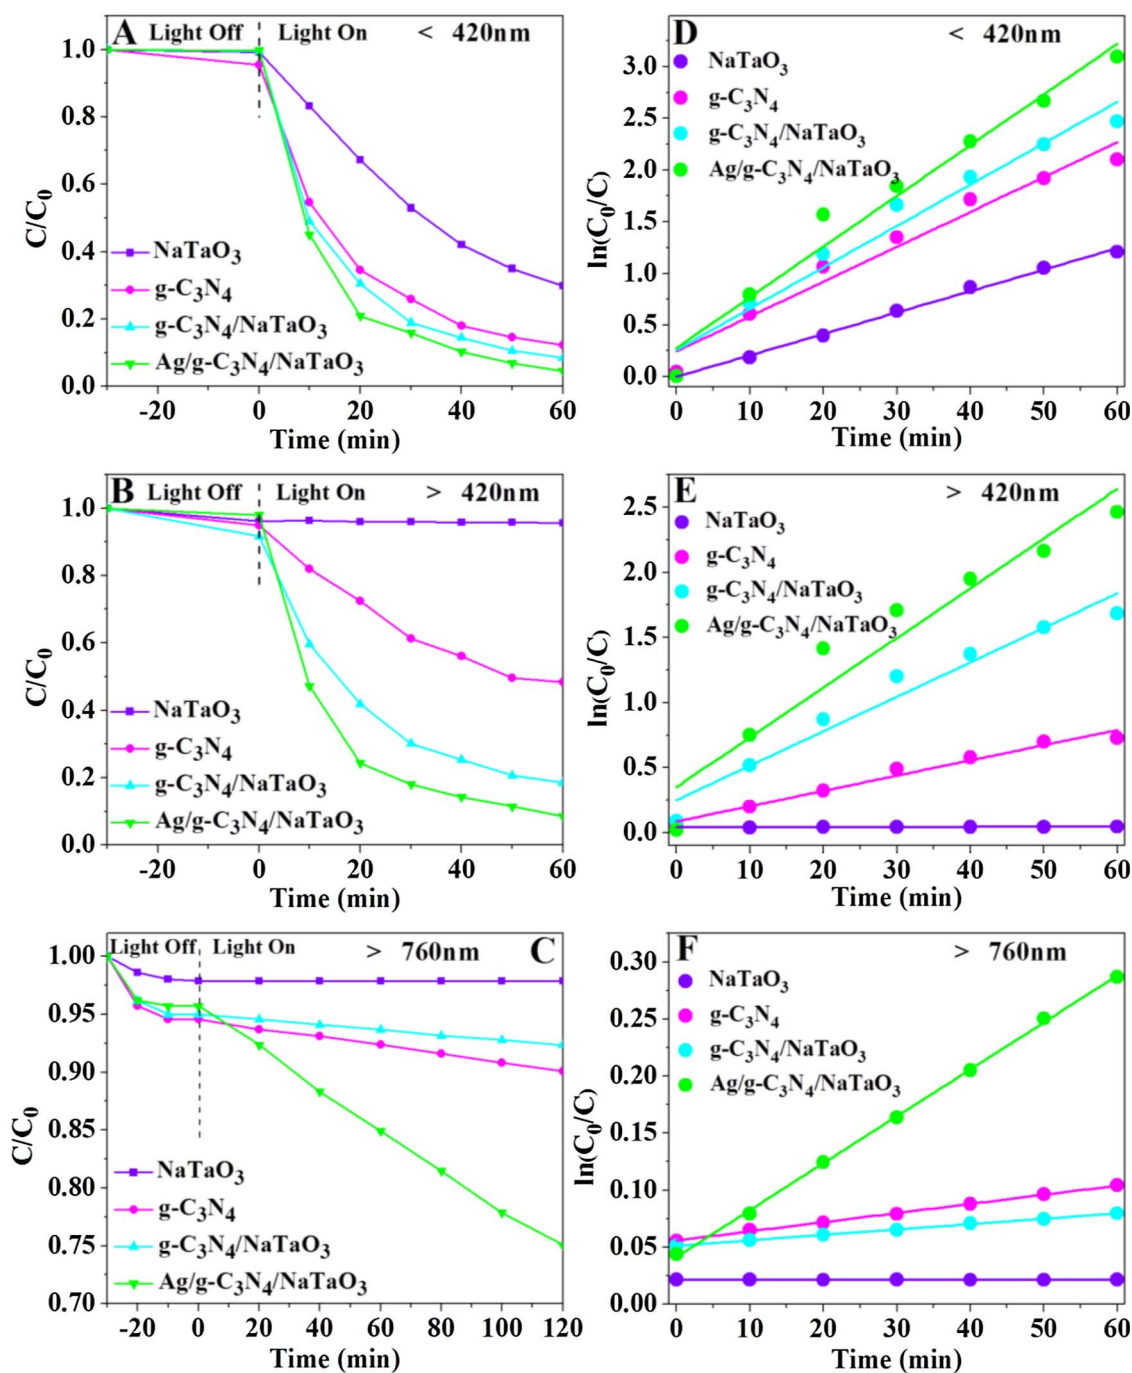 A Light Off Light On < 420nm
1.0
0.8
0.6
0.4
0.2
0.0
C/C0
NaTaO3
g-C3N4
g-C3N4/NaTaO3
Ag/g-C3N4/NaTaO3
-20 0 20 40 60
Time (min)
D < 420nm
3.0
2.5
2.0
1.5
1.0
0.5
0.0
ln(C0/C)
NaTaO3
g-C3N4
g-C3N4/NaTaO3
Ag/g-C3N4/NaTaO3
0 10 20 30 40 50 60
Time (min)
B Light Off Light On > 420nm
1.0
0.8
0.6
0.4
0.2
0.0
C/C0
NaTaO3
g-C3N4
g-C3N4/NaTaO3
Ag/g-C3N4/NaTaO3
-20 0 20 40 60
Time (min)
E > 420nm
2.5
2.0
1.5
1.0
0.5
0.0
ln(C0/C)
NaTaO3
g-C3N4
g-C3N4/NaTaO3
Ag/g-C3N4/NaTaO3
0 10 20 30 40 50 60
Time (min)
Light Off Light On > 760nm C
1.00
0.95
0.90
0.85
0.80
0.75
0.70
C/C0
NaTaO3
g-C3N4
g-C3N4/NaTaO3
Ag/g-C3N4/NaTaO3
-20 0 20 40 60 80 100 120
Time (min)
F > 760nm
0.30
0.25
0.20
0.15
0.10
0.05
0.00
ln(C0/C)
NaTaO3
g-C3N4
g-C3N4/NaTaO3
Ag/g-C3N4/NaTaO3
0 10 20 30 40 50 60
Time (min)